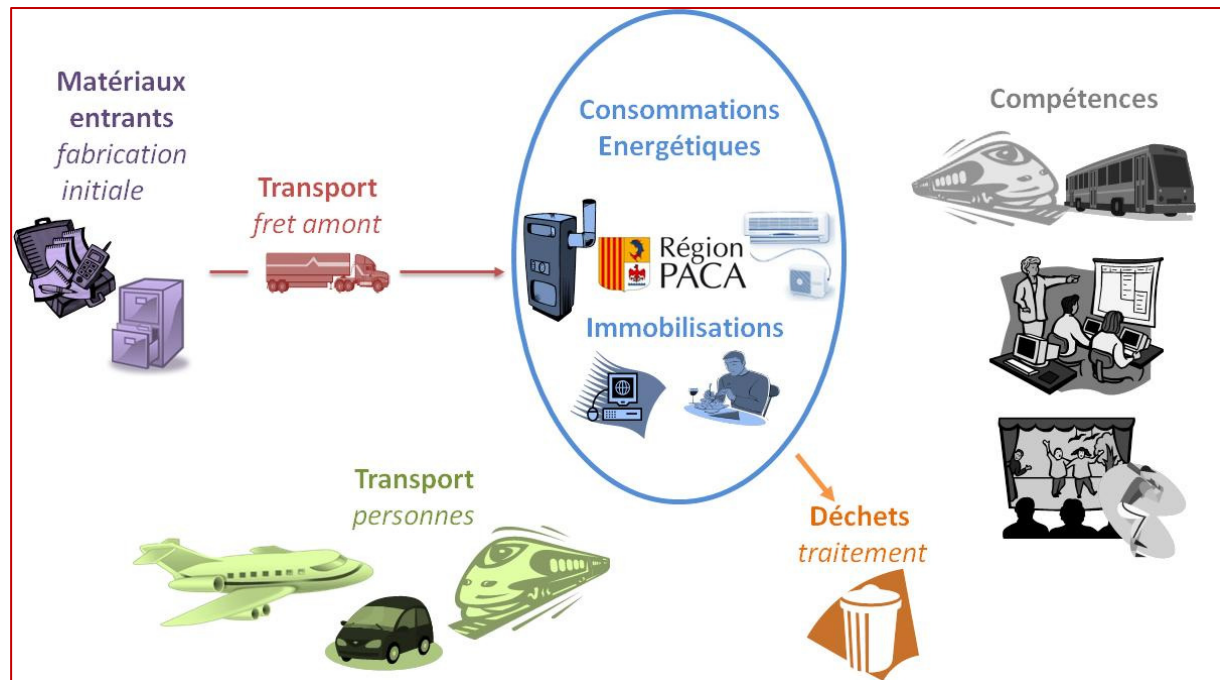 Matériaux
entrants
fabrication
initiale
Transport
fret amont
Consommations
Energétiques
Région
PACA
Immobilisations
Compétences
Transport
personnes
Déchets
traitement